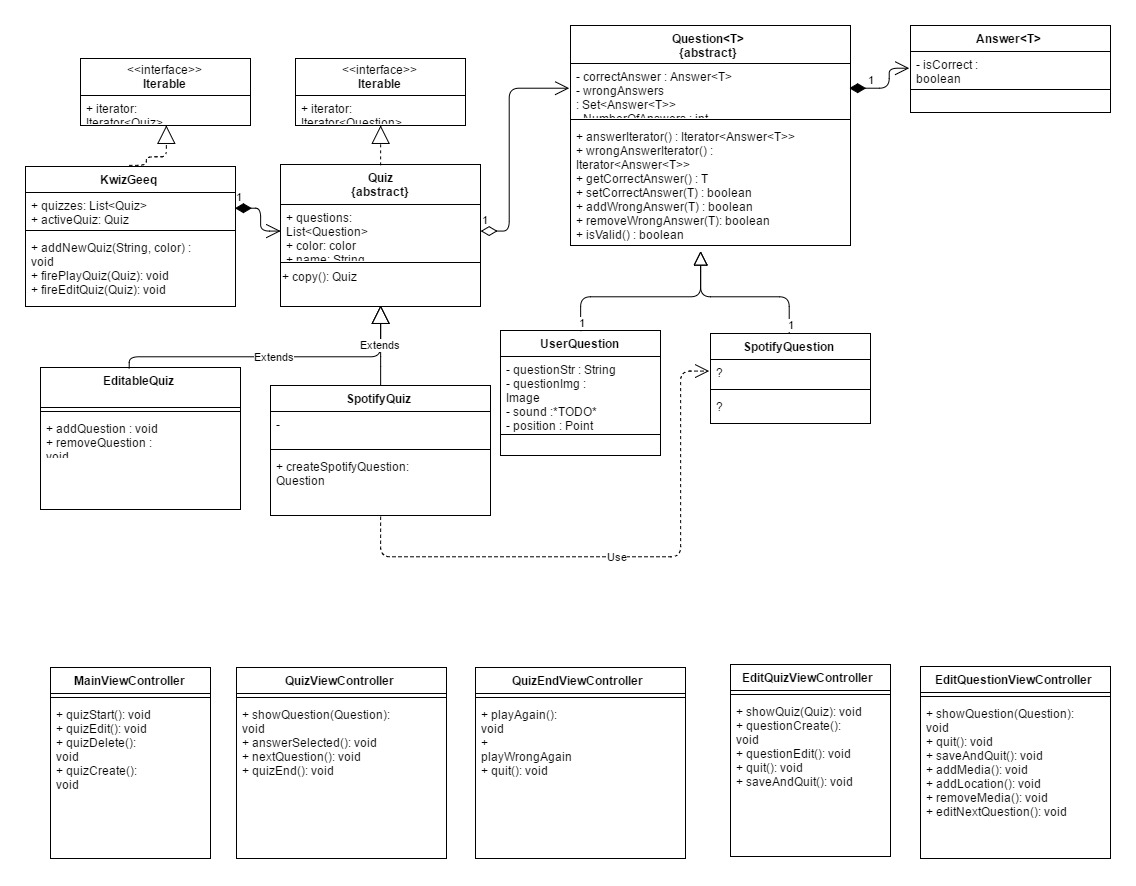 <<interface>>
Iterable
+ iterator:
Iterator<Quiz>
<<interface>>
Iterable
+ iterator:
Iterator<Question>
Question<T>
{abstract}
- correctAnswer : Answer<T>
- wrongAnswers
: Set<Answer<T>>
- NumberOfAnswers : int
+ answerIterator() : Iterator<Answer<T>>
+ wrongAnswerIterator() :
Iterator<Answer<T>>
+ getCorrectAnswer() : T
+ setCorrectAnswer(T) : boolean
+ addWrongAnswer(T) : boolean
+ removeWrongAnswer(T): boolean
+ isValid() : boolean
1
Answer<T>
- isCorrect :
boolean
KwizGeeq
+ quizzes: List<Quiz>
+ activeQuiz: Quiz
+ addNewQuiz(String, color) :
void
+ firePlayQuiz(Quiz): void
+ fireEditQuiz(Quiz): void
1
Quiz
{abstract}
+ questions:
List<Question>
+ color: color
+ name: String
+ copy(): Quiz
1
Extends
Extends
EditableQuiz
+ addQuestion : void
+ removeQuestion :
void
SpotifyQuiz
-
+ createSpotifyQuestion:
Question
1
UserQuestion
- questionStr : String
- questionImg :
Image
- sound :*TODO*
- position : Point
1
SpotifyQuestion
?
?
Use
MainViewController
+ quizStart(): void
+ quizEdit(): void
+ quizDelete():
void
+ quizCreate():
void
QuizViewController
+ showQuestion(Question):
void
+ answerSelected(): void
+ nextQuestion(): void
+ quizEnd(): void
QuizEndViewController
+ playAgain():
void
+
playWrongAgain
+ quit(): void
EditQuizViewController
+ showQuiz(Quiz): void
+ questionCreate():
void
+ questionEdit(): void
+ quit(): void
+ saveAndQuit(): void
EditQuestionViewController
+ showQuestion(Question):
void
+ quit(): void
+ saveAndQuit(): void
+ addMedia(): void
+ addLocation(): void
+ removeMedia(): void
+ editNextQuestion(): void